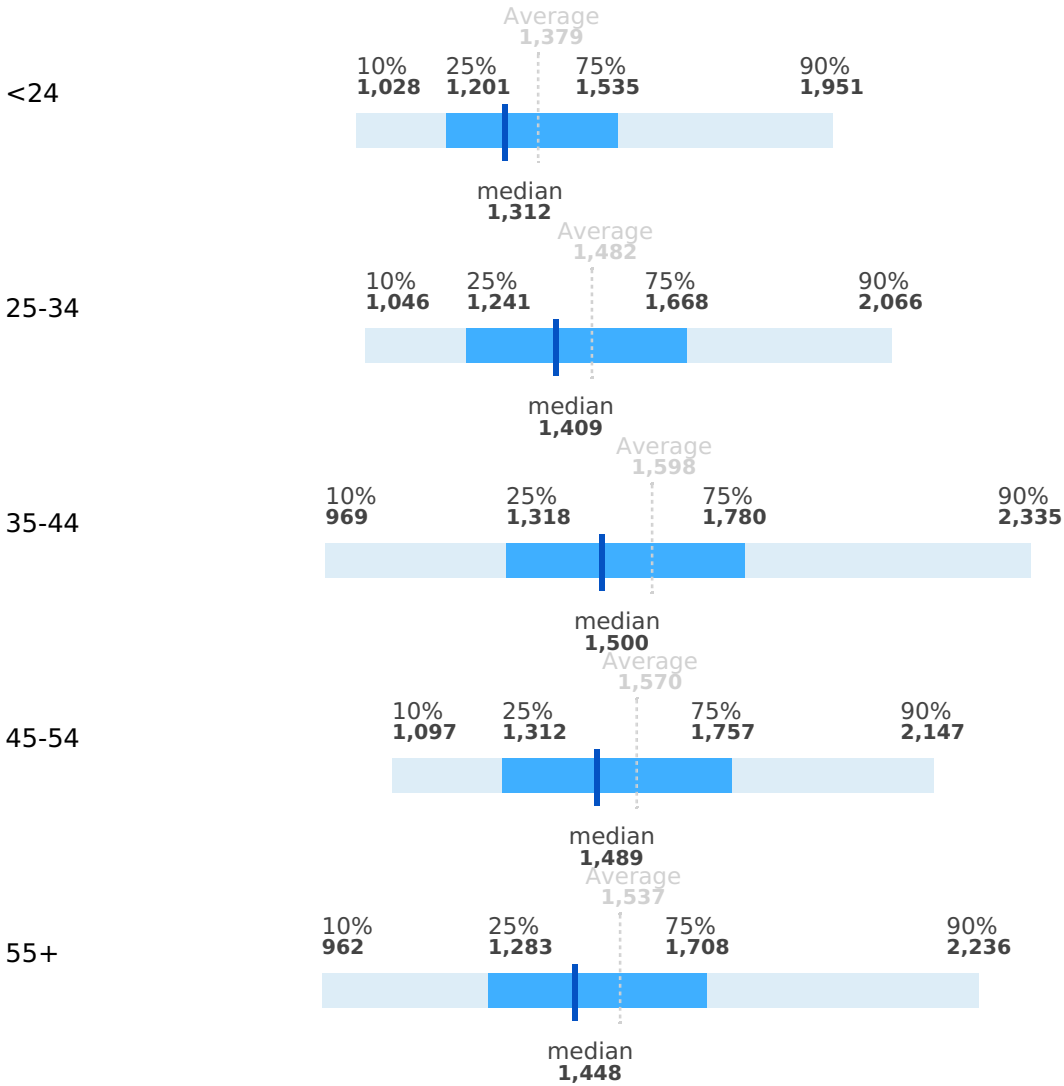 Average
1,379
10% 25% 75% 90%
1,028 1,201 1,535 1,951
<24
median
1,312
Average
1,482
10% 25% 75% 90%
1,046 1,241 1,668 2,066
25-34
median
1,409
Average
1,598
10% 25% 75% 90%
969 1,318 1,780 2,335
35-44
median
1,500
Average
1,570
10% 25% 75% 90%
1,097 1,312 1,757 2,147
45-54
median
1,489
Average
1,537
10% 25% 75% 90%
962 1,283 1,708 2,236
55+
median
1,448